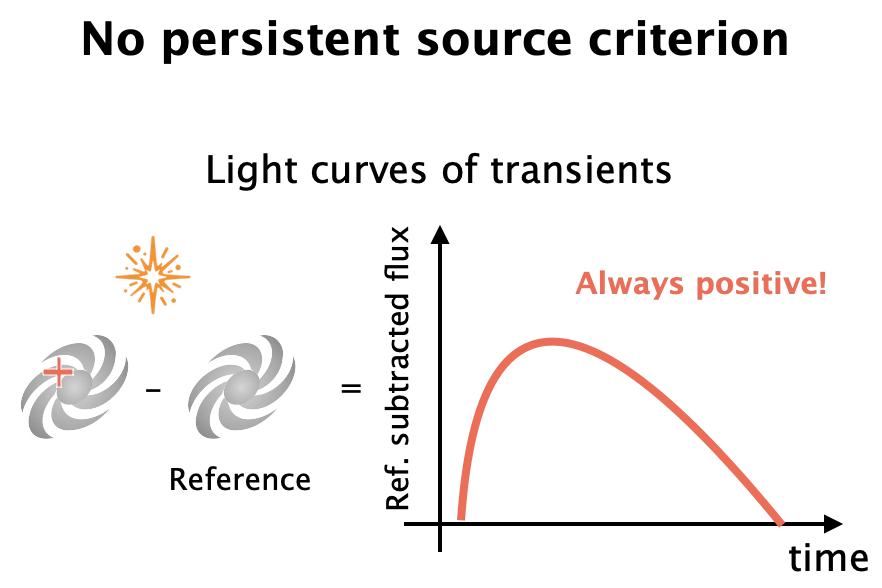 No persistent source criterion
Light curves of transients
Ref. subtracted flux
Always positive!
–
=
Reference
time